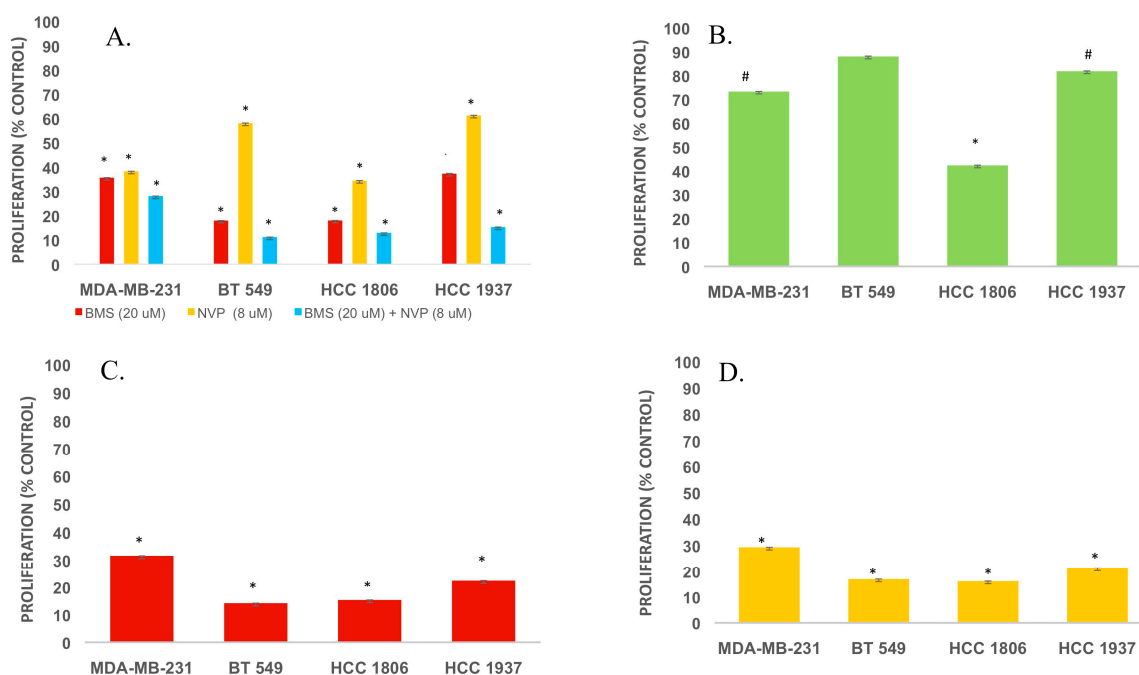 A.
PROLIFERATION (% CONTROL)
100
90
80
70
60
50
40
30
20
10
0
* * * * * * * * * . * *
MDA-MB-231 BT 549 HCC 1806 HCC 1937
BMS (20 uM) NVP (8 uM) BMS (20 uM) + NVP (8 uM)
B.
PROLIFERATION (% CONTROL)
100
90
80
70
60
50
40
30
20
10
0
# * #
MDA-MB-231 BT 549 HCC 1806 HCC 1937
C.
PROLIFERATION (% CONTROL)
100
90
80
70
60
50
40
30
20
10
0
* * * *
MDA-MB-231 BT 549 HCC 1806 HCC 1937
D.
PROLIFERATION (% CONTROL)
100
90
80
70
60
50
40
30
20
10
0
* * * *
MDA-MB-231 BT 549 HCC 1806 HCC 1937